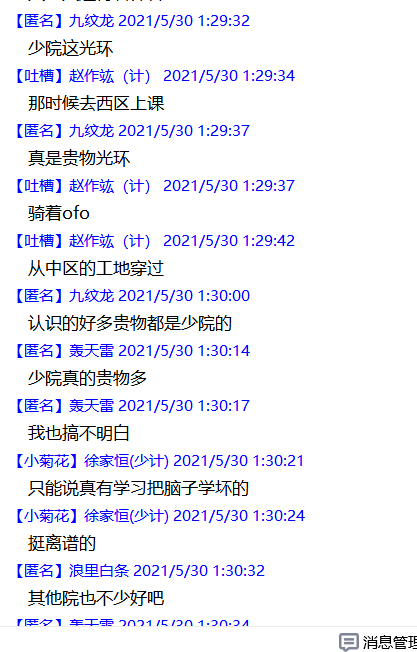 【匿名】九纹龙 2021/5/30 1:29:32
少院这光环
【吐槽】赵作竑（计） 2021/5/30 1:29:34
那时候去西区上课
【匿名】九纹龙 2021/5/30 1:29:37
真是贵物光环
【吐槽】赵作竑（计） 2021/5/30 1:29:37
骑着ofo
【吐槽】赵作竑（计） 2021/5/30 1:29:42
从中区的工地穿过
【匿名】九纹龙 2021/5/30 1:30:00
认识的好多贵物都是少院的
【匿名】轰天雷 2021/5/30 1:30:14
少院真的贵物多
【匿名】轰天雷 2021/5/30 1:30:17
我也搞不明白
【小菊花】徐家恒(少计) 2021/5/30 1:30:21
只能说真有学习把脑子学坏的
【小菊花】徐家恒(少计) 2021/5/30 1:30:24
挺离谱的
【匿名】浪里白条 2021/5/30 1:30:32
其他院也不少好吧
【匿名】轰天雷 2021/5/30 1:30:34
消息管理